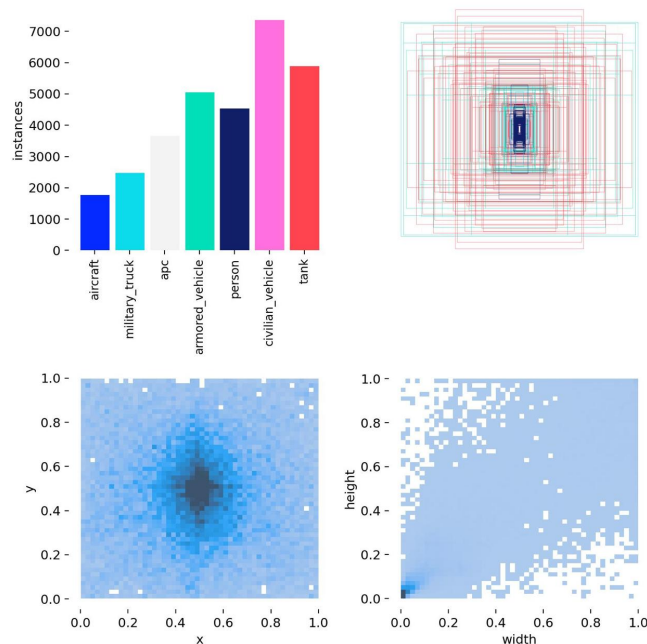 7000
6000
5000
4000
3000
2000
1000
0
instances
aircraft
military_truck
apc
armored_vehicle
person
civilian_vehicle
tank
1.0
0.8
0.6
0.4
0.2
0.0
y
0.0 0.2 0.4 0.6 0.8 1.0
x
1.0
0.8
0.6
0.4
0.2
0.0
height
0.0 0.2 0.4 0.6 0.8 1.0
width